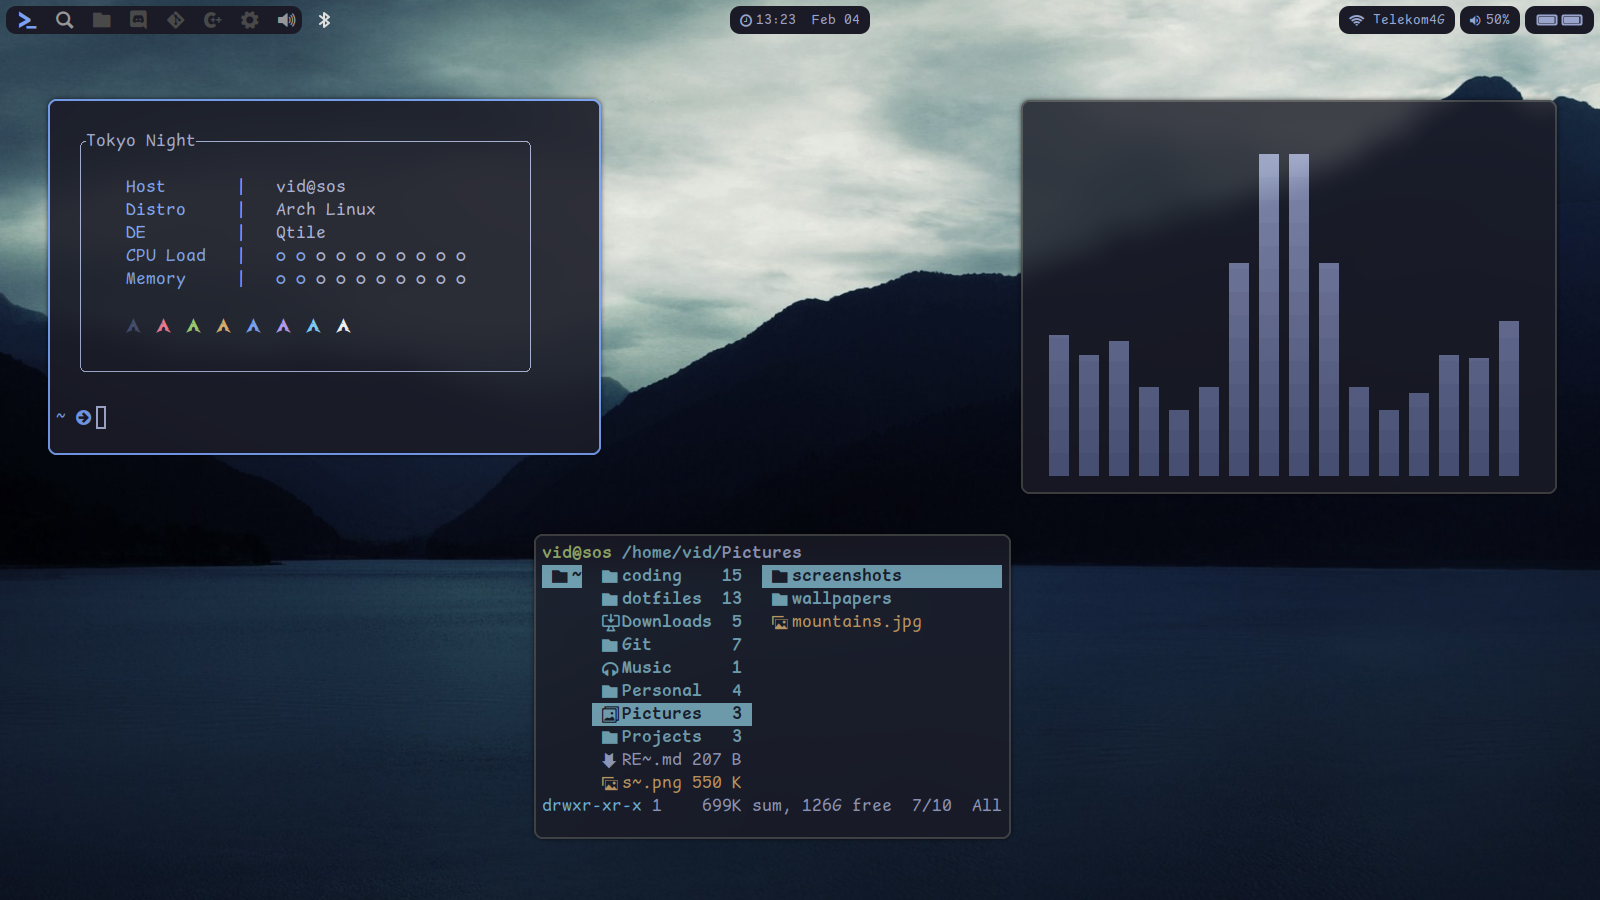 13:23 Feb 04
Telekom4G
50%
Tokyo Night
Host | vid@sos
Distro | Arch Linux
DE | Qtile
CPU Load |
Memory |
~
vid@sos /home/vid/Pictures
~ coding 15 screenshots
dotfiles 13 wallpapers
Downloads 5 mountains.jpg
Git 7
Music 1
Personal 4
Pictures 3
Projects 3
RE~.md 207 B
s~.png 550 K
drwxr-xr-x 1 699K sum, 126G free 7/10 All